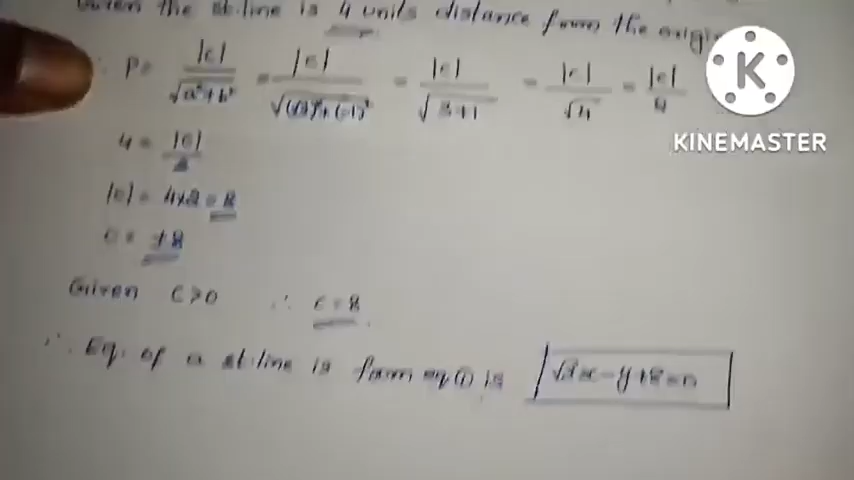 Given the st.line is 4 units distance from the origin
∴ P = |c|/√(a²+b²) = |c|/√((√3)²+(-1)²) = |c|/√(3+1) = |c|/√4 = |c|/2
4 = |c|/2
|c| = 4×2 = 8
c = ±8
Given c>0 ∴ c = 8.
∴ Eq. of a st.line is from eq(1) is √3x-y+8=0
KINEMASTER